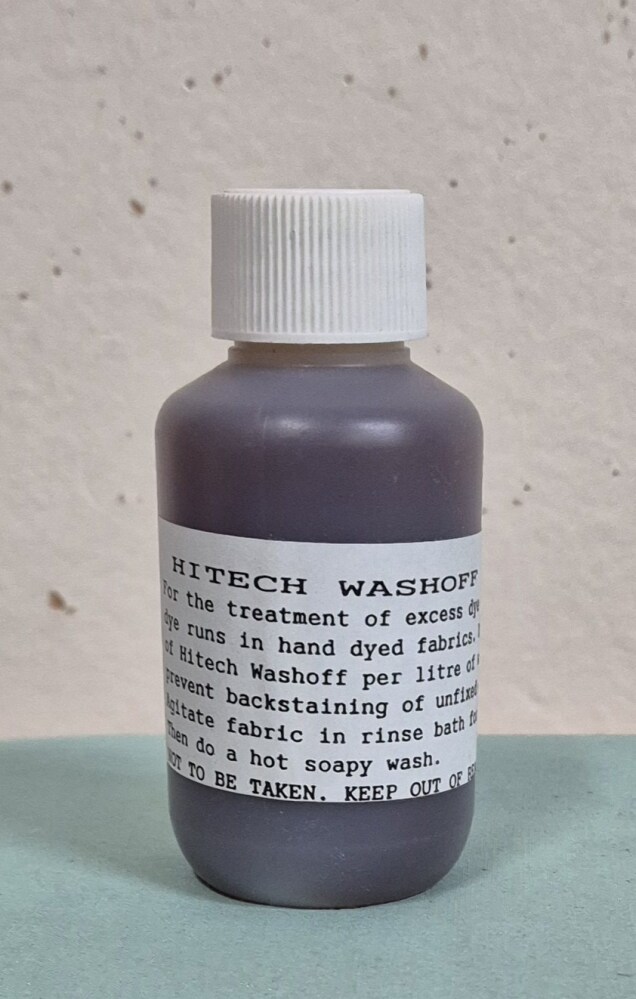 HITECH WASHOFF
For the treatment of excess dye
dye runs in hand dyed fabrics.
of Hitech Washoff per litre of
prevent backstaining of unfixed
Agitate fabric in rinse bath
Then do a hot soapy wash.
NOT TO BE TAKEN. KEEP OUT OF